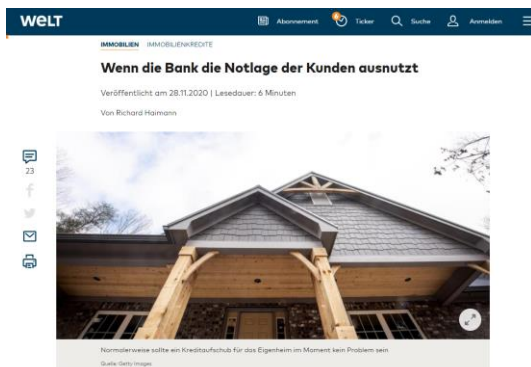 WELT
Abonnement Ticker Suche Anmelden
IMMOBILIEN IMMOBILIENKREDITE
Wenn die Bank die Notlage der Kunden ausnutzt
Veröffentlicht am 28.11.2020 | Lesedauer: 6 Minuten
Von Richard Haimann
23
Normalerweise sollte ein Kreditaufschub für das Eigenheim im Moment kein Problem sein
Quelle: Getty Images